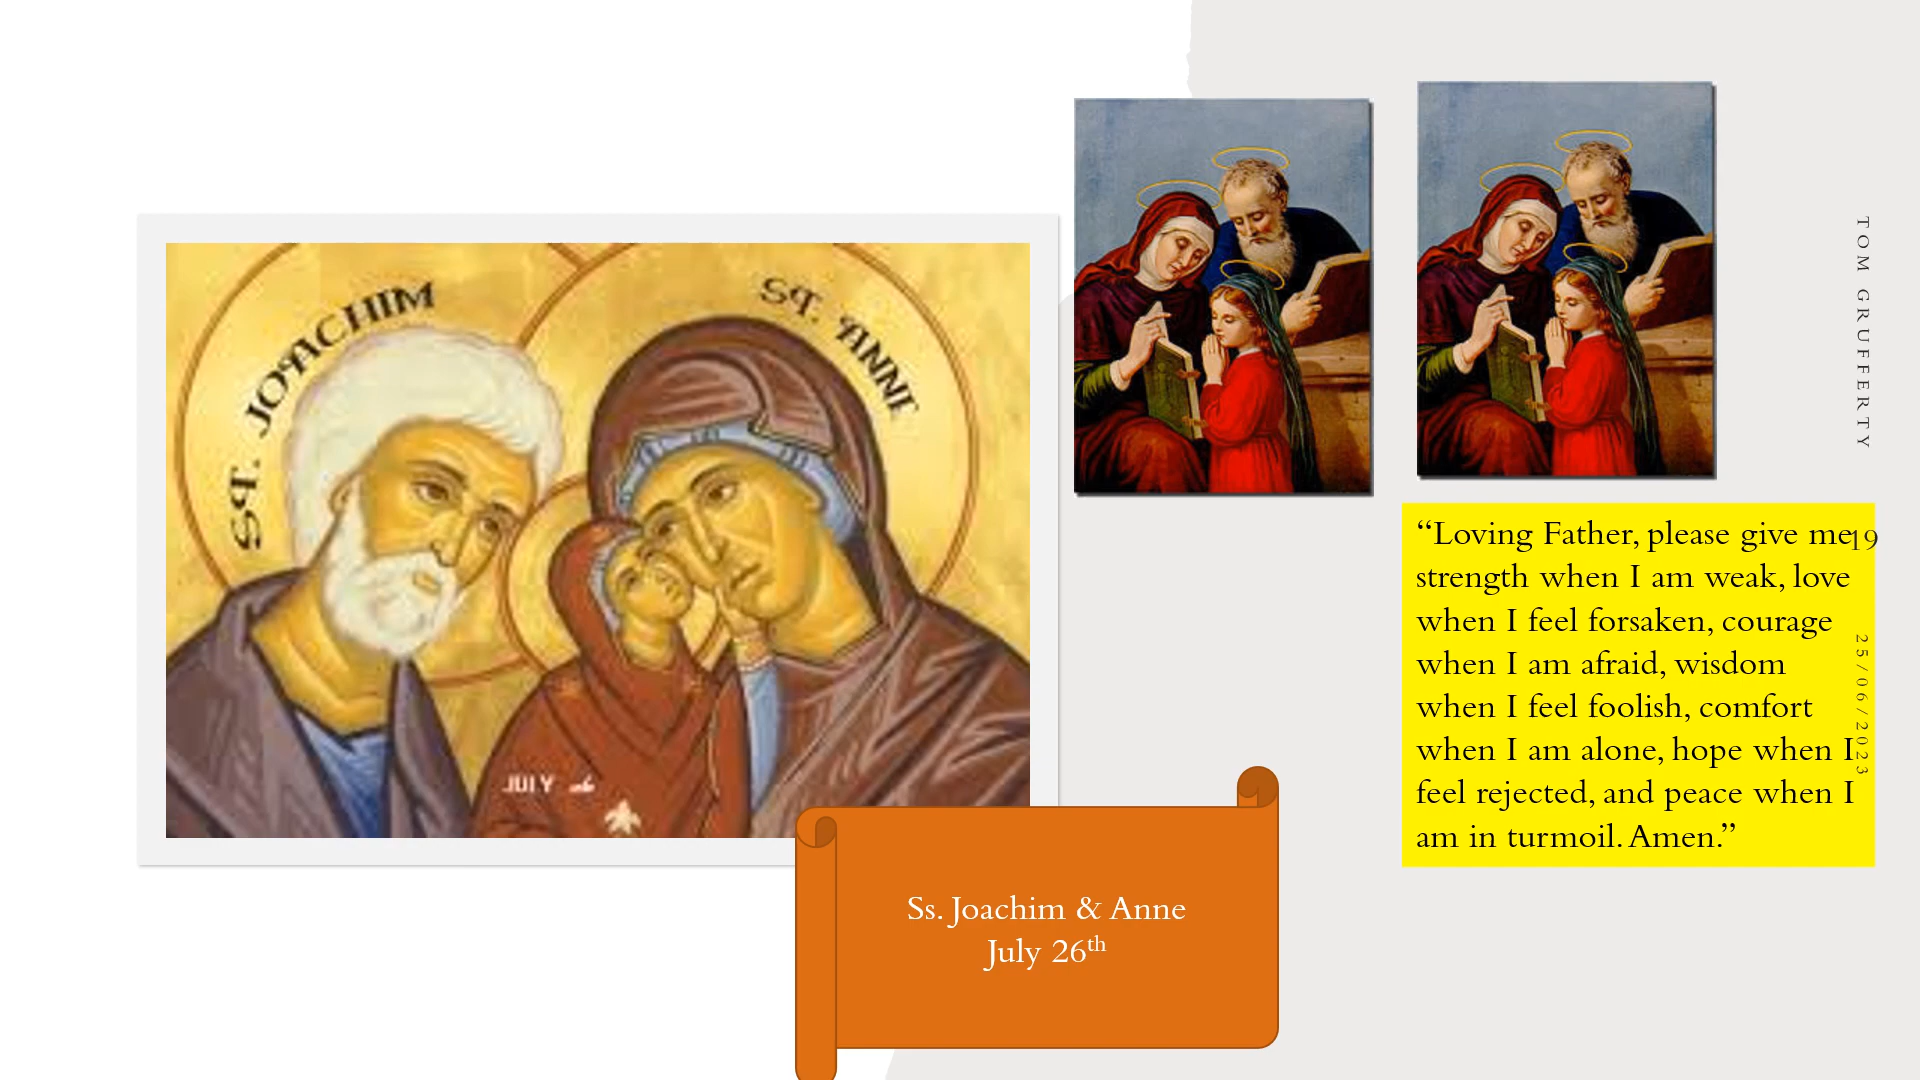 ST. JOACHIM
ST. ANNE
JULY
TOM GRUFFERTY
“Loving Father, please give me
strength when I am weak, love
when I feel forsaken, courage
when I am afraid, wisdom
when I feel foolish, comfort
when I am alone, hope when I
feel rejected, and peace when I
am in turmoil. Amen.”
19
25/06/2023
Ss. Joachim & Anne
July 26th